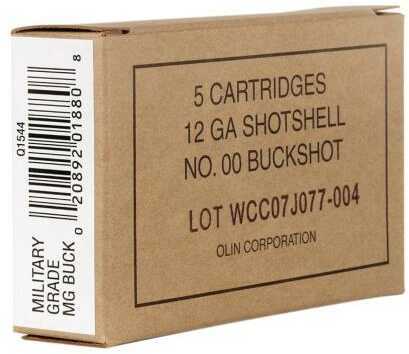 5 CARTRIDGES
12 GA SHOTSHELL
NO. 00 BUCKSHOT
LOT WCC07J077-004
OLIN CORPORATION
Q1544
0 20892 01880 8
MILITARY
GRADE
MG BUCK